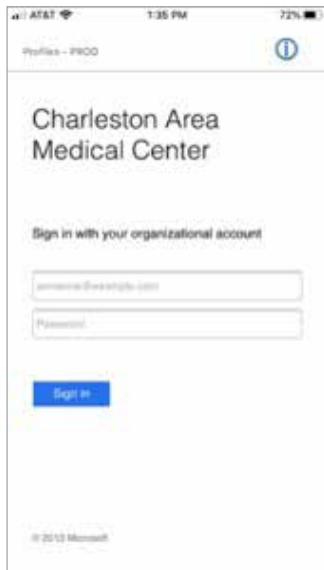 AT&T 1:35 PM 72%
Profiles – PROD
Charleston Area
Medical Center
Sign in with your organizational account
someone@example.com
Password
Sign in
© 2013 Microsoft